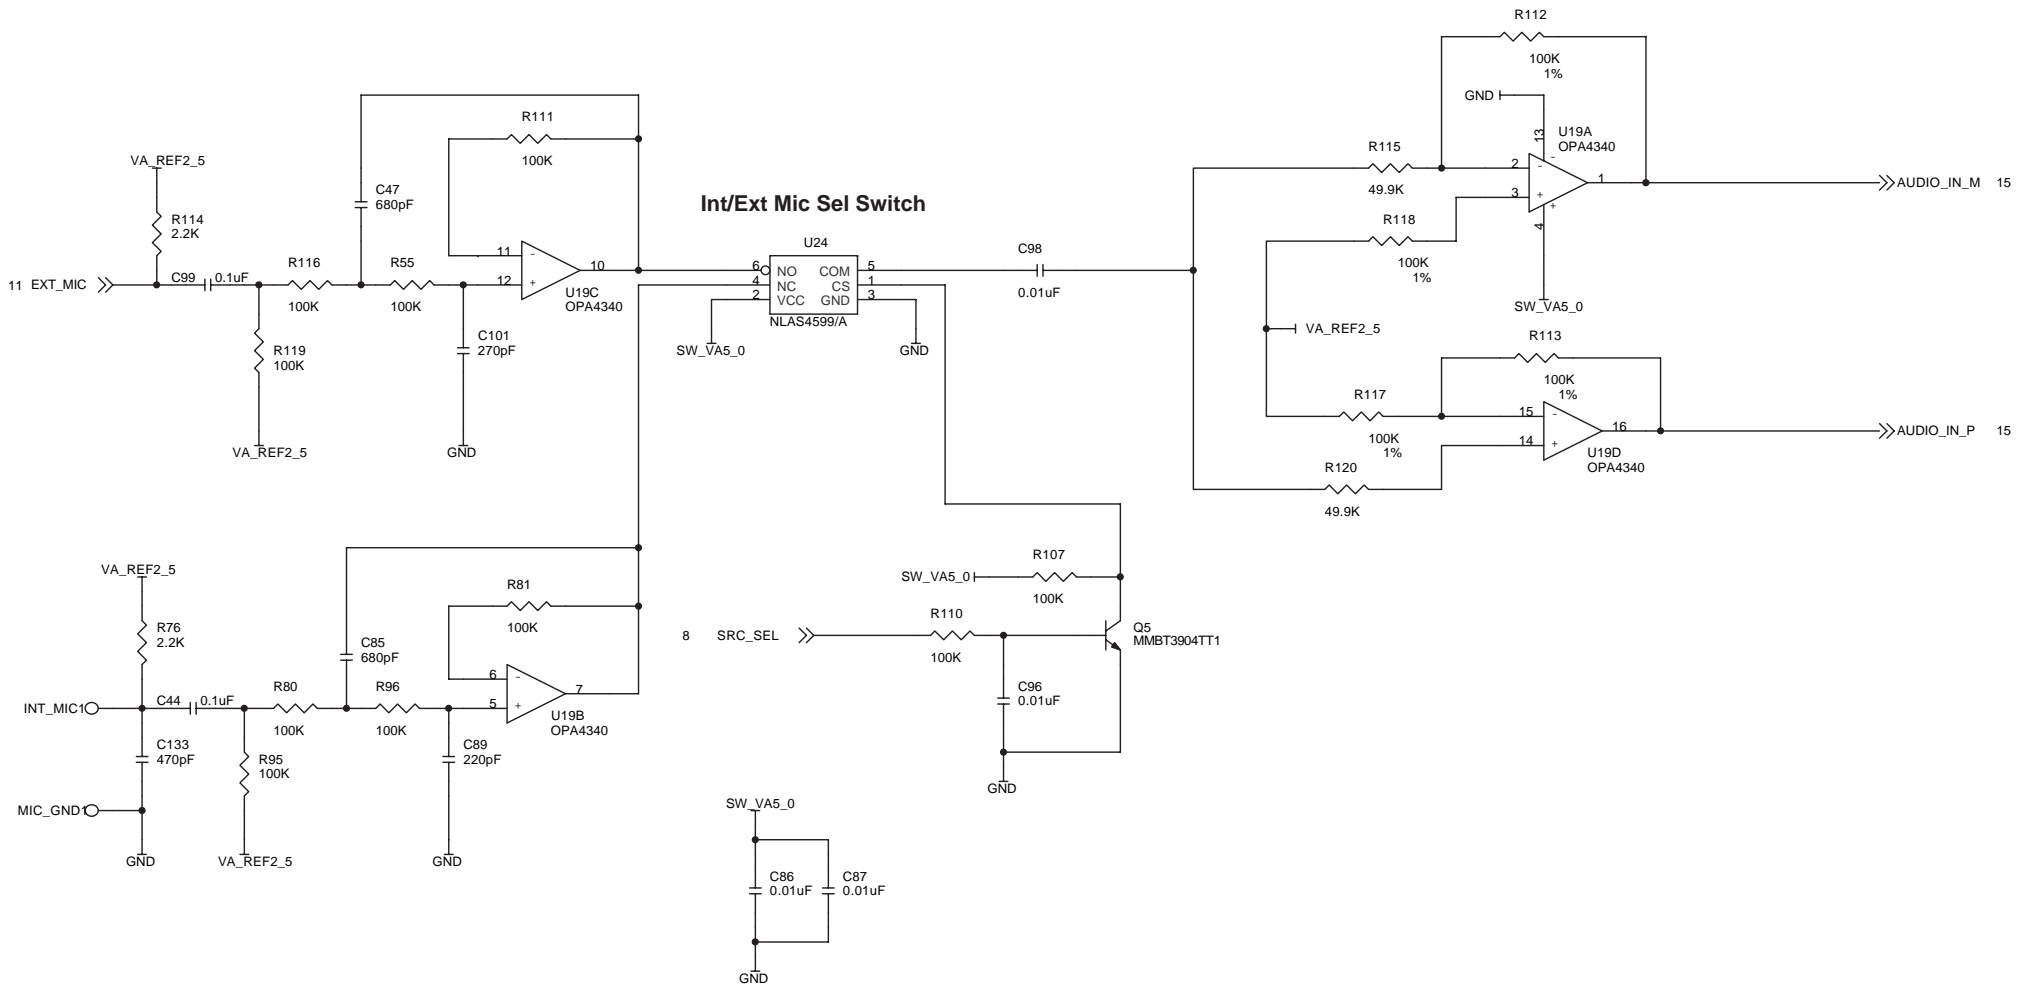 R112
100K
1%
GND
13
U19A
OPA4340
R115
49.9K
2
-
-
3
+
+
1
AUDIO_IN_M 15
4
SW_VA5_0
R118
100K
1%
VA_REF2_5
R113
100K
1%
R117
100K
1%
15
-
14
+
16
AUDIO_IN_P 15
U19D
OPA4340
R120
49.9K
R111
100K
VA_REF2_5
R114
2.2K
C47
680pF
11 EXT_MIC
C99
0.1uF
R116
100K
R55
100K
11
-
12
+
10
U19C
OPA4340
R119
100K
VA_REF2_5
C101
270pF
GND
Int/Ext Mic Sel Switch
U24
6 NO COM 5
4 NC CS 1
2 VCC GND 3
NLAS4599/A
SW_VA5_0
GND
C98
0.01uF
VA_REF2_5
R76
2.2K
R81
100K
C85
680pF
INT_MIC1
C44
0.1uF
R80
100K
R96
100K
6
-
5
+
7
U19B
OPA4340
C133
470pF
R95
100K
C89
220pF
MIC_GND1
GND
VA_REF2_5
GND
SW_VA5_0
R107
100K
8 SRC_SEL
R110
100K
Q5
MMBT3904TT1
C96
0.01uF
GND
SW_VA5_0
C86
0.01uF
C87
0.01uF
GND